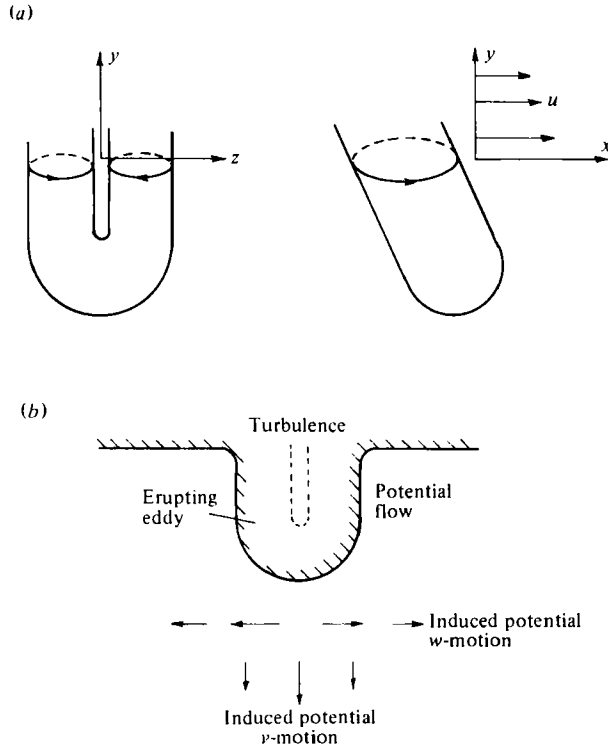 (a)
y
z
y
u
x
(b)
Turbulence
Erupting
eddy
Potential
flow
Induced potential
w-motion
Induced potential
v-motion